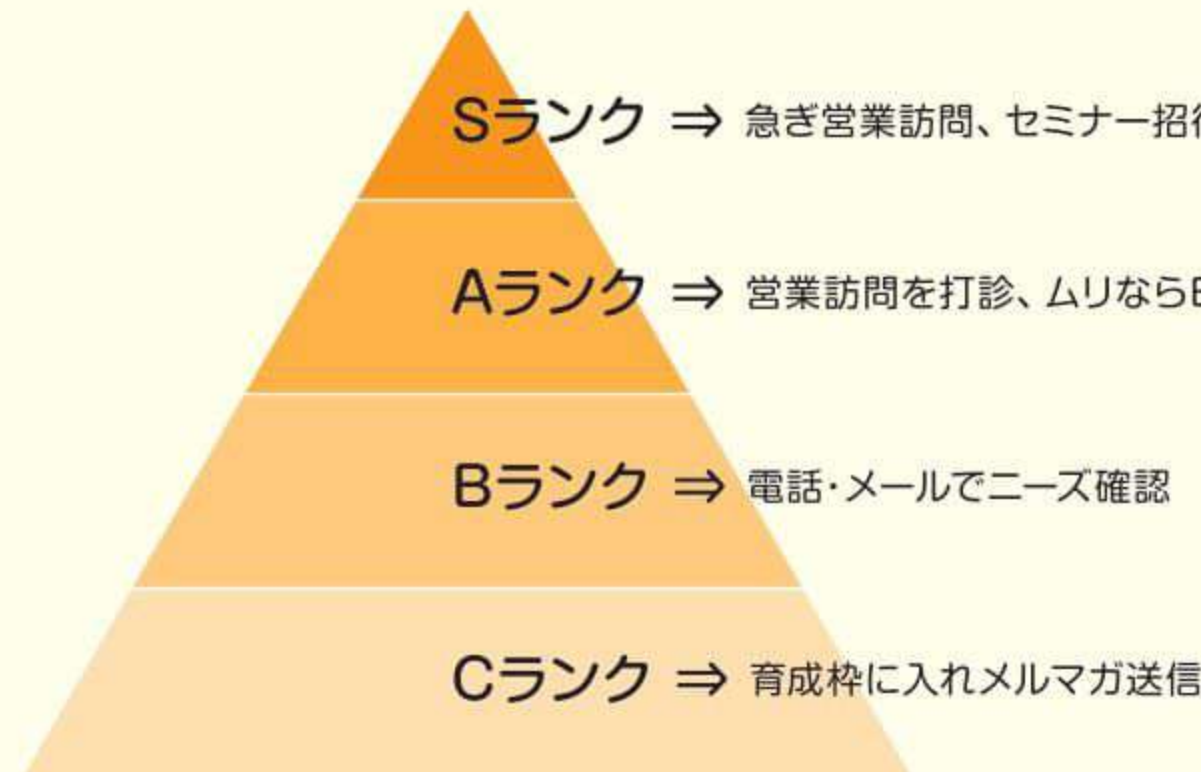 Sランク ⇒ 急ぎ営業訪問、セミナー招
Aランク ⇒ 営業訪問を打診、ムリなら
Bランク ⇒ 電話・メールでニーズ確認
Cランク ⇒ 育成枠に入れメルマガ送信